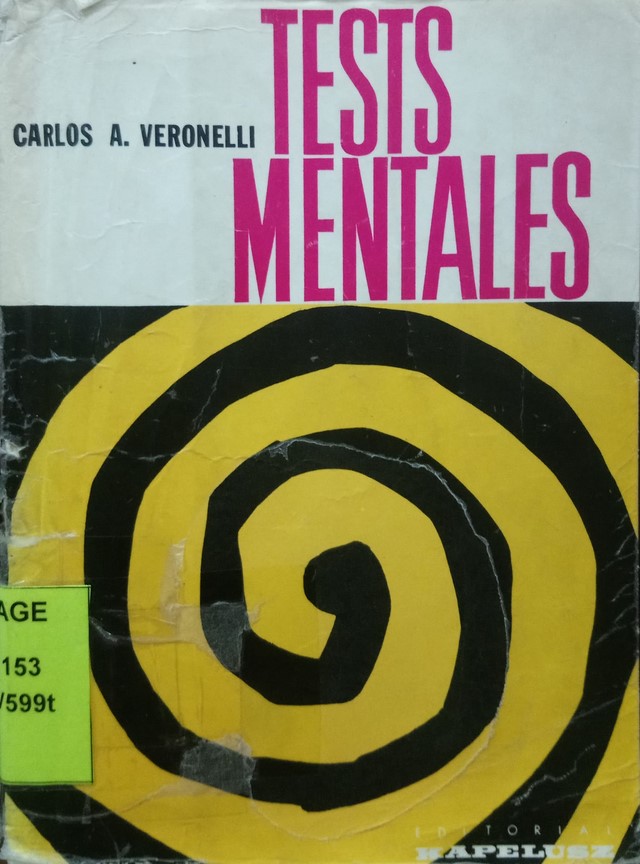 TESTS
CARLOS A. VERONELLI
MENTALES
AGE
153
/599t
EDITORIAL
KAPELUSZ